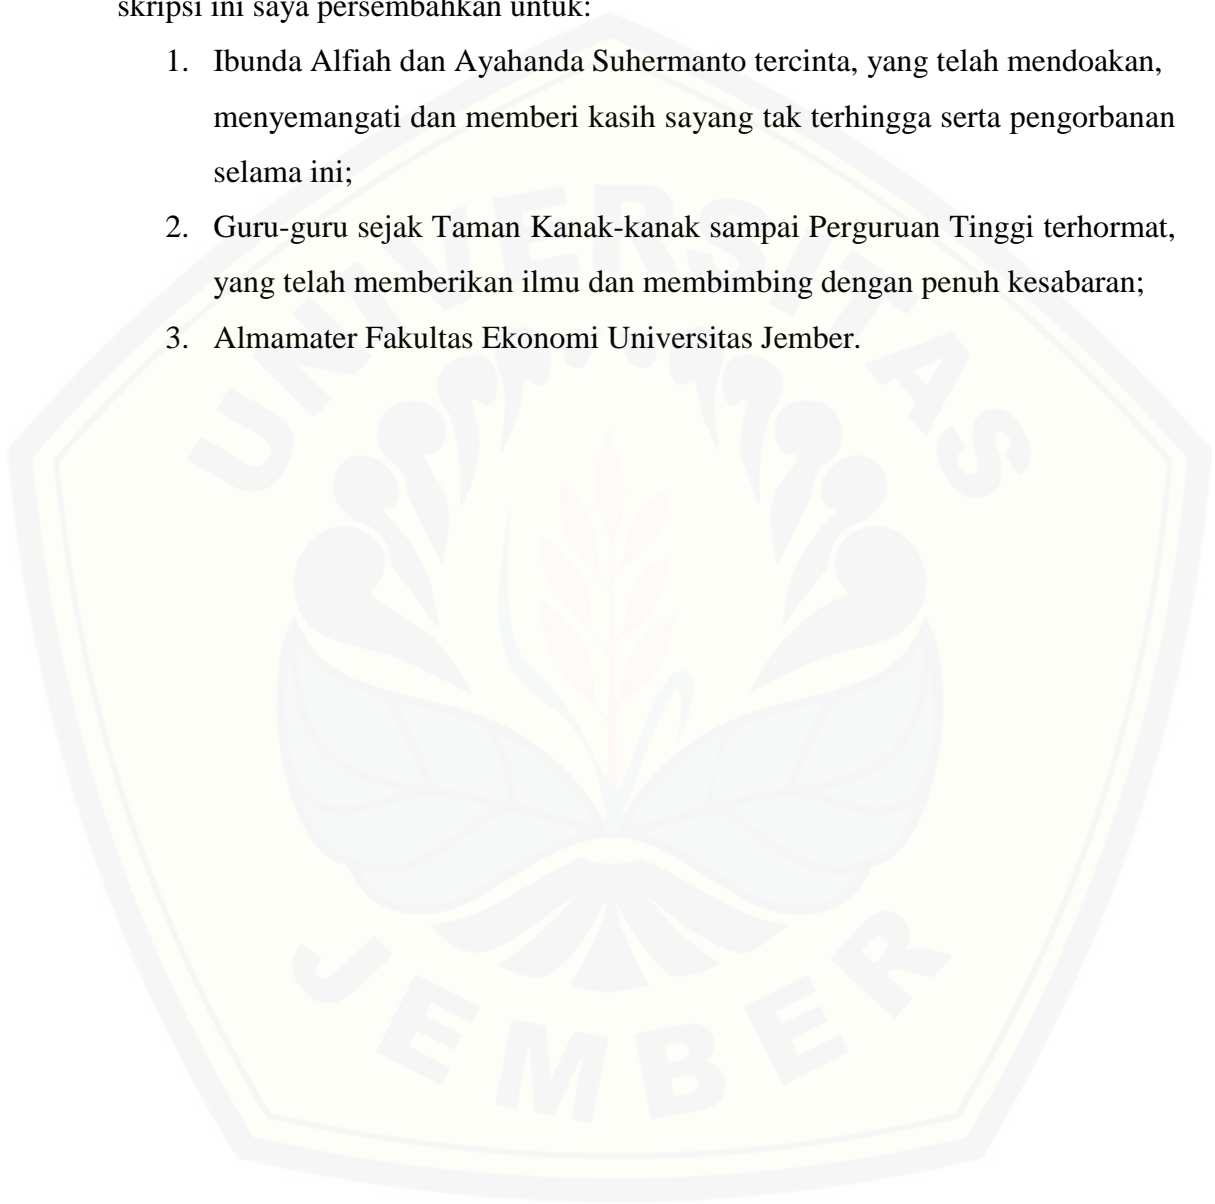 skripsi ini saya persembahkan untuk:
1. Ibunda Alfiah dan Ayahanda Suhermanto tercinta, yang telah mendoakan,
menyemangati dan memberi kasih sayang tak terhingga serta pengorbanan
selama ini;
2. Guru-guru sejak Taman Kanak-kanak sampai Perguruan Tinggi terhormat,
yang telah memberikan ilmu dan membimbing dengan penuh kesabaran;
3. Almamater Fakultas Ekonomi Universitas Jember.
UNIVERSITAS
JEMBER